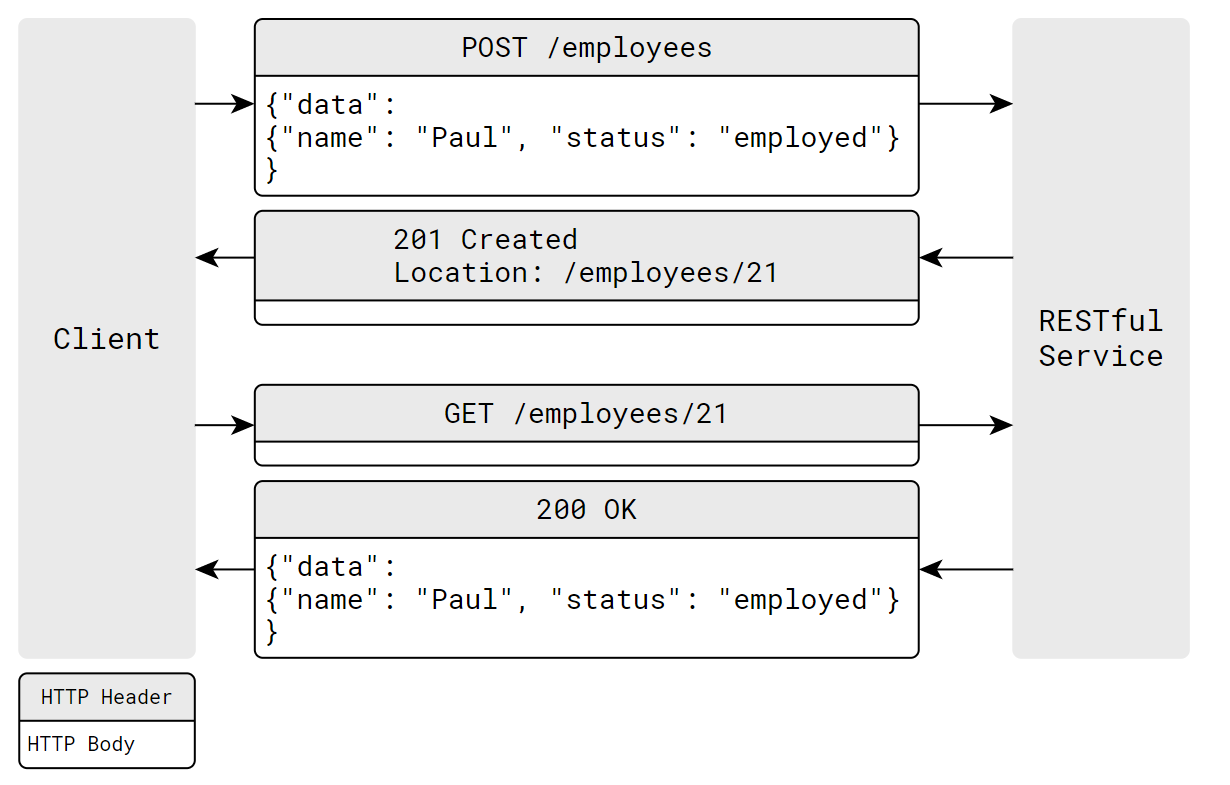 POST /employees
{"data":
{"name": "Paul", "status": "employed"}
}
201 Created
Location: /employees/21
Client
RESTful
Service
GET /employees/21
200 OK
{"data":
{"name": "Paul", "status": "employed"}
}
HTTP Header
HTTP Body